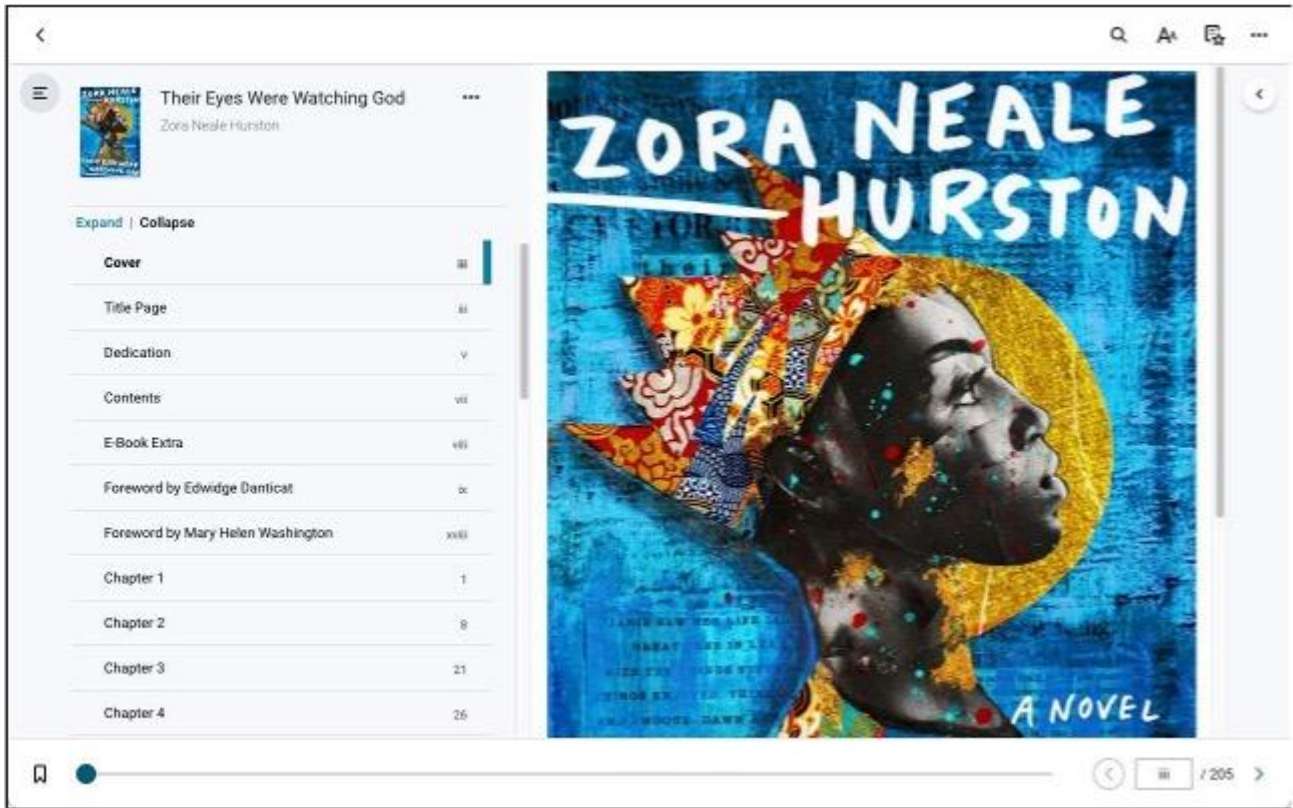 Their Eyes Were Watching God
Zora Neale Hurston
Expand | Collapse
Cover iii
Title Page iii
Dedication v
Contents vii
E-Book Extra viii
Foreword by Edwidge Danticat ix
Foreword by Mary Helen Washington xviii
Chapter 1 1
Chapter 2 8
Chapter 3 21
Chapter 4 26
ZORA NEALE
HURSTON
A NOVEL
iii / 205